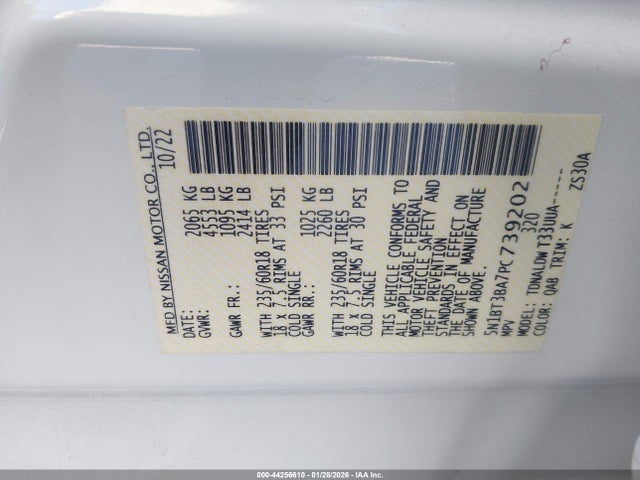 MFD BY NISSAN MOTOR CO., LTD.
DATE: 10/22
GVWR: 2065 KG
4553 LB
GAWR FR.: 1095 KG
2414 LB
WITH 235/60R18 TIRES
18 X 7.5 RIMS AT 33 PSI
COLD SINGLE
GAWR RR.: 1025 KG
2260 LB
WITH 235/60R18 TIRES
18 X 7.5 RIMS AT 30 PSI
COLD SINGLE
THIS VEHICLE CONFORMS TO
ALL APPLICABLE FEDERAL
MOTOR VEHICLE SAFETY AND
THEFT PREVENTION
STANDARDS IN EFFECT ON
THE DATE OF MANUFACTURE
SHOWN ABOVE.
5N1BT3BA7PC739202
MPV 320
MODEL: TDNALDWT33UUA-----
COLOR: QAB TRIM: K ZS30A
000-44256610 - 01/28/2026 - IAA Inc.